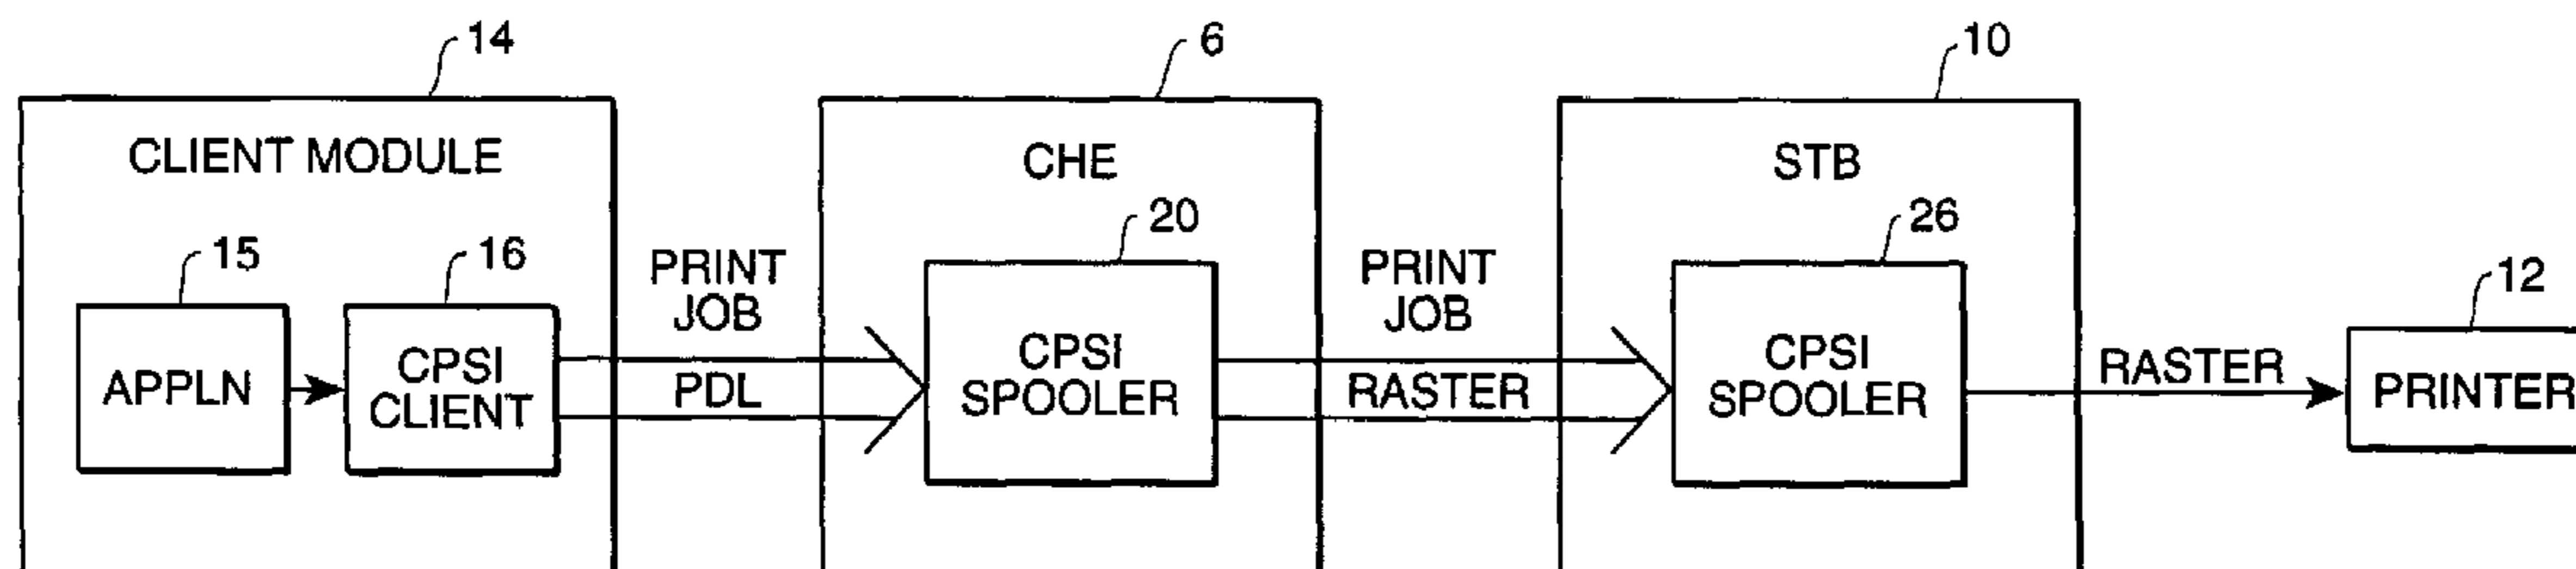 14
6
10
CLIENT MODULE
CHE
STB
15
16
20
26
12
PRINT
JOB
PRINT
JOB
APPLN
CPSI
CLIENT
PDL
CPSI
SPOOLER
RASTER
CPSI
SPOOLER
RASTER
PRINTER